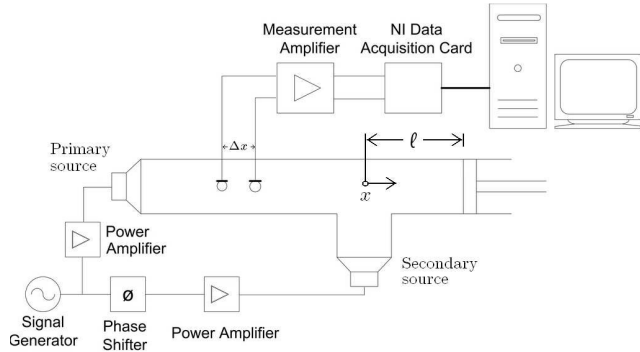 Measurement
Amplifier
NI Data
Acquisition Card
ℓ
Δx
Primary
source
x
Power
Amplifier
Secondary
source
ø
Signal
Generator
Phase
Shifter
Power Amplifier